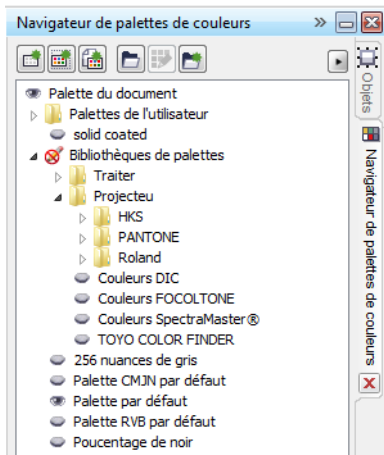 Navigateur de palettes de couleurs
Palette du document
Palettes de l'utilisateur
solid coated
Bibliothèques de palettes
Traiter
Projecteu
HKS
PANTONE
Roland
Couleurs DIC
Couleurs FOCOLTONE
Couleurs SpectraMaster®
TOYO COLOR FINDER
256 nuances de gris
Palette CMJN par défaut
Palette par défaut
Palette RVB par défaut
Poucentage de noir
Objets
Navigateur de palettes de couleurs